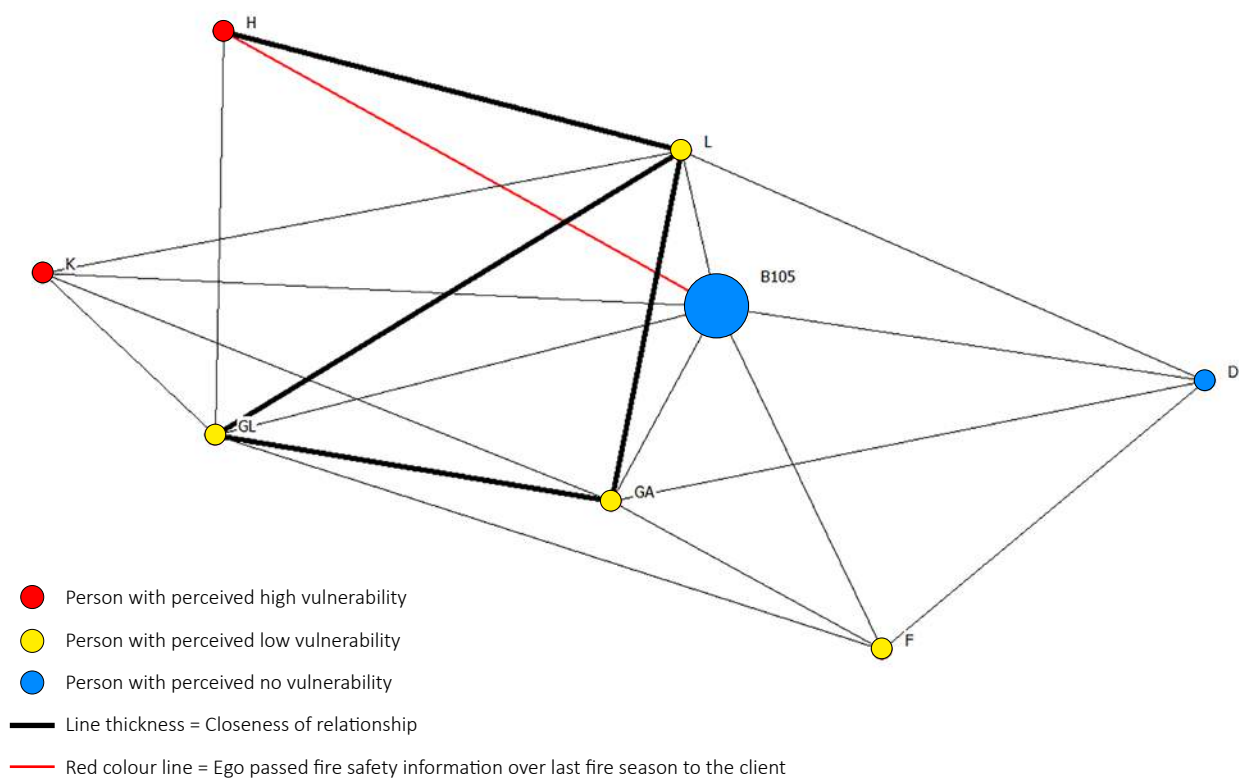 H
L
K
B105
D
GL
GA
F
Person with perceived high vulnerability
Person with perceived low vulnerability
Person with perceived no vulnerability
Line thickness = Closeness of relationship
Red colour line = Ego passed fire safety information over last fire season to the client